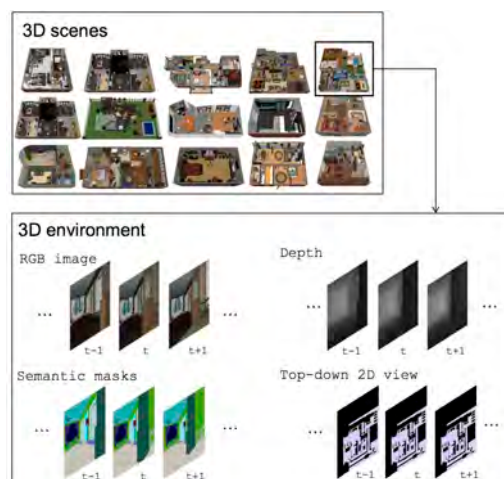 3D scenes
3D environment
RGB image
Depth
... ...
t-1 t t+1
... ...
t-1 t t+1
Semantic masks
Top-down 2D view
... ...
t-1 t t+1
... ...
t-1 t t+1